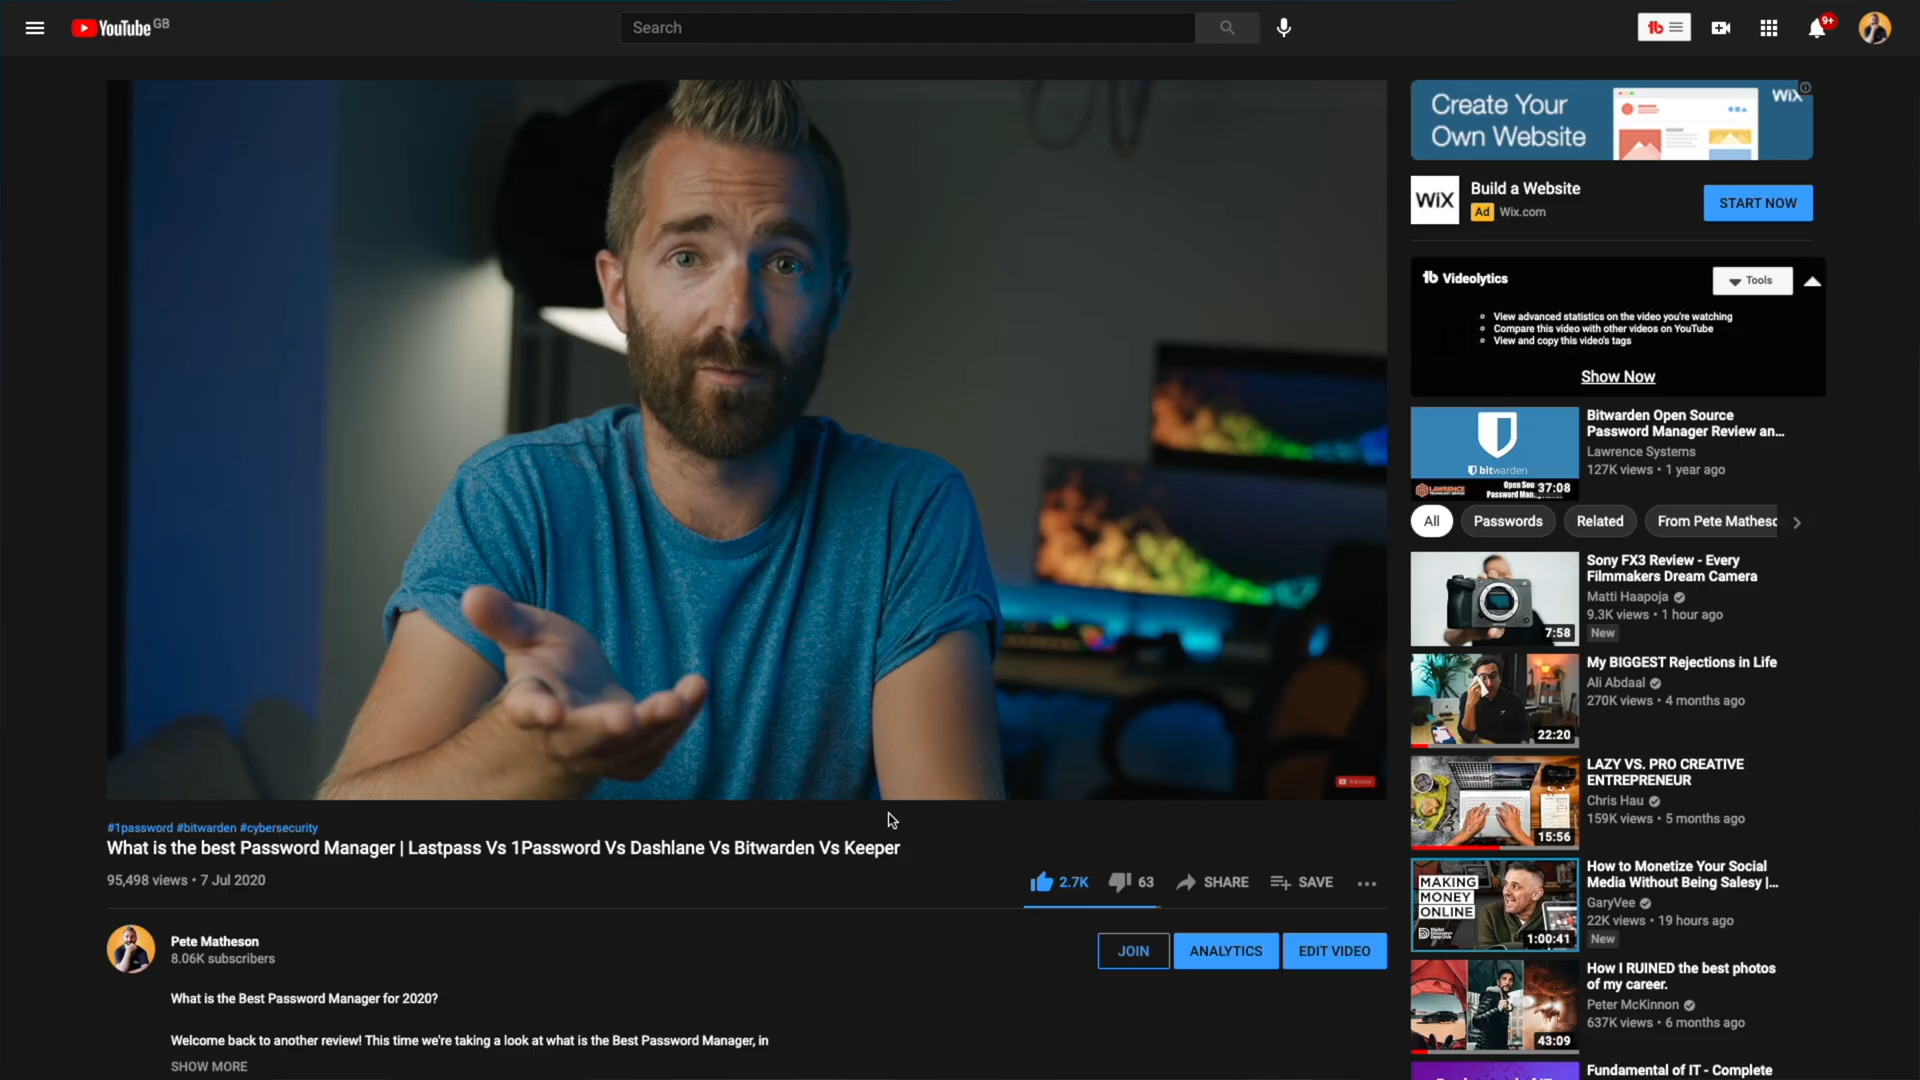 YouTube GB
Search
9+
Create Your
Own Website
WiX
WiX
Build a Website
Ad Wix.com
START NOW
Videolytics
Tools
View advanced statistics on the video you're watching
Compare this video with other videos on YouTube
View and copy this video's tags
Show Now
bitwarden
37:08
Bitwarden Open Source
Password Manager Review an...
Lawrence Systems
127K views • 1 year ago
All
Passwords
Related
From Pete Mathesc
7:58
Sony FX3 Review - Every
Filmmakers Dream Camera
Matti Haapoja
9.3K views • 1 hour ago
New
22:20
My BIGGEST Rejections in Life
Ali Abdaal
270K views • 4 months ago
15:56
LAZY VS. PRO CREATIVE
ENTREPRENEUR
Chris Hau
159K views • 5 months ago
MAKING
MONEY
ONLINE
1:00:41
How to Monetize Your Social
Media Without Being Salesy |...
GaryVee
22K views • 19 hours ago
New
43:09
How I RUINED the best photos
of my career.
Peter McKinnon
637K views • 6 months ago
Fundamental of IT - Complete
#1password #bitwarden #cybersecurity
What is the best Password Manager | Lastpass Vs 1Password Vs Dashlane Vs Bitwarden Vs Keeper
95,498 views • 7 Jul 2020
2.7K
63
SHARE
SAVE
Pete Matheson
8.06K subscribers
JOIN
ANALYTICS
EDIT VIDEO
What is the Best Password Manager for 2020?
Welcome back to another review! This time we're taking a look at what is the Best Password Manager, in
SHOW MORE